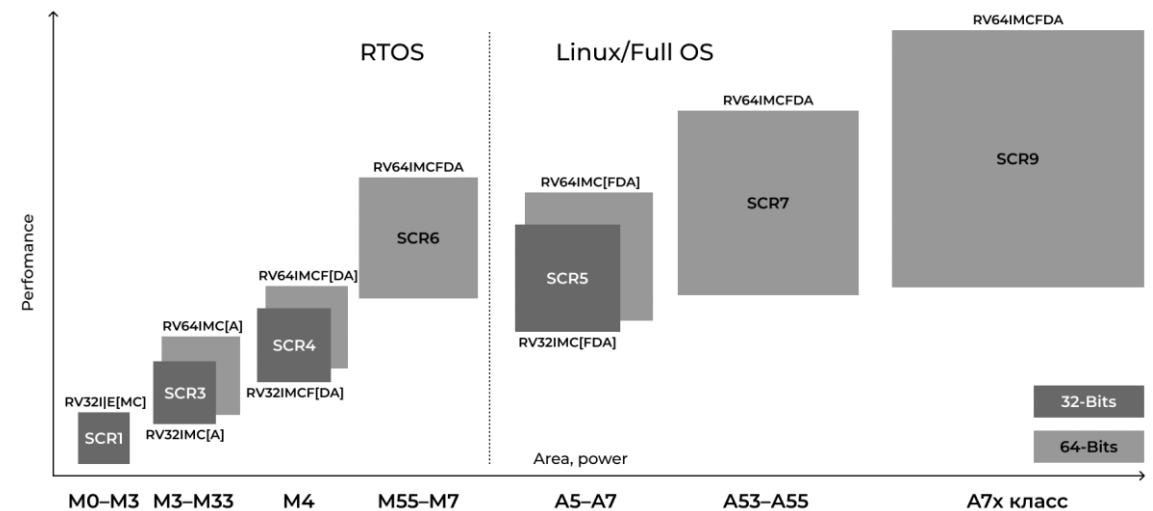 RV64IMCFDA
RTOS
Linux/Full OS
RV64IMCFDA
SCR9
RV64IMCFDA
RV64IMC[FDA]
SCR7
SCR6
Perfomance
RV64IMCF[DA]
SCR5
RV64IMC[A]
SCR4
RV32IMC[FDA]
SCR3
RV32IMCF[DA]
RV32I|E[MC]
32-Bits
RV32IMC[A]
SCR1
64-Bits
Area, power
M0–M3
M3–M33
M4
M55–M7
A5–A7
A53–A55
A7x класс